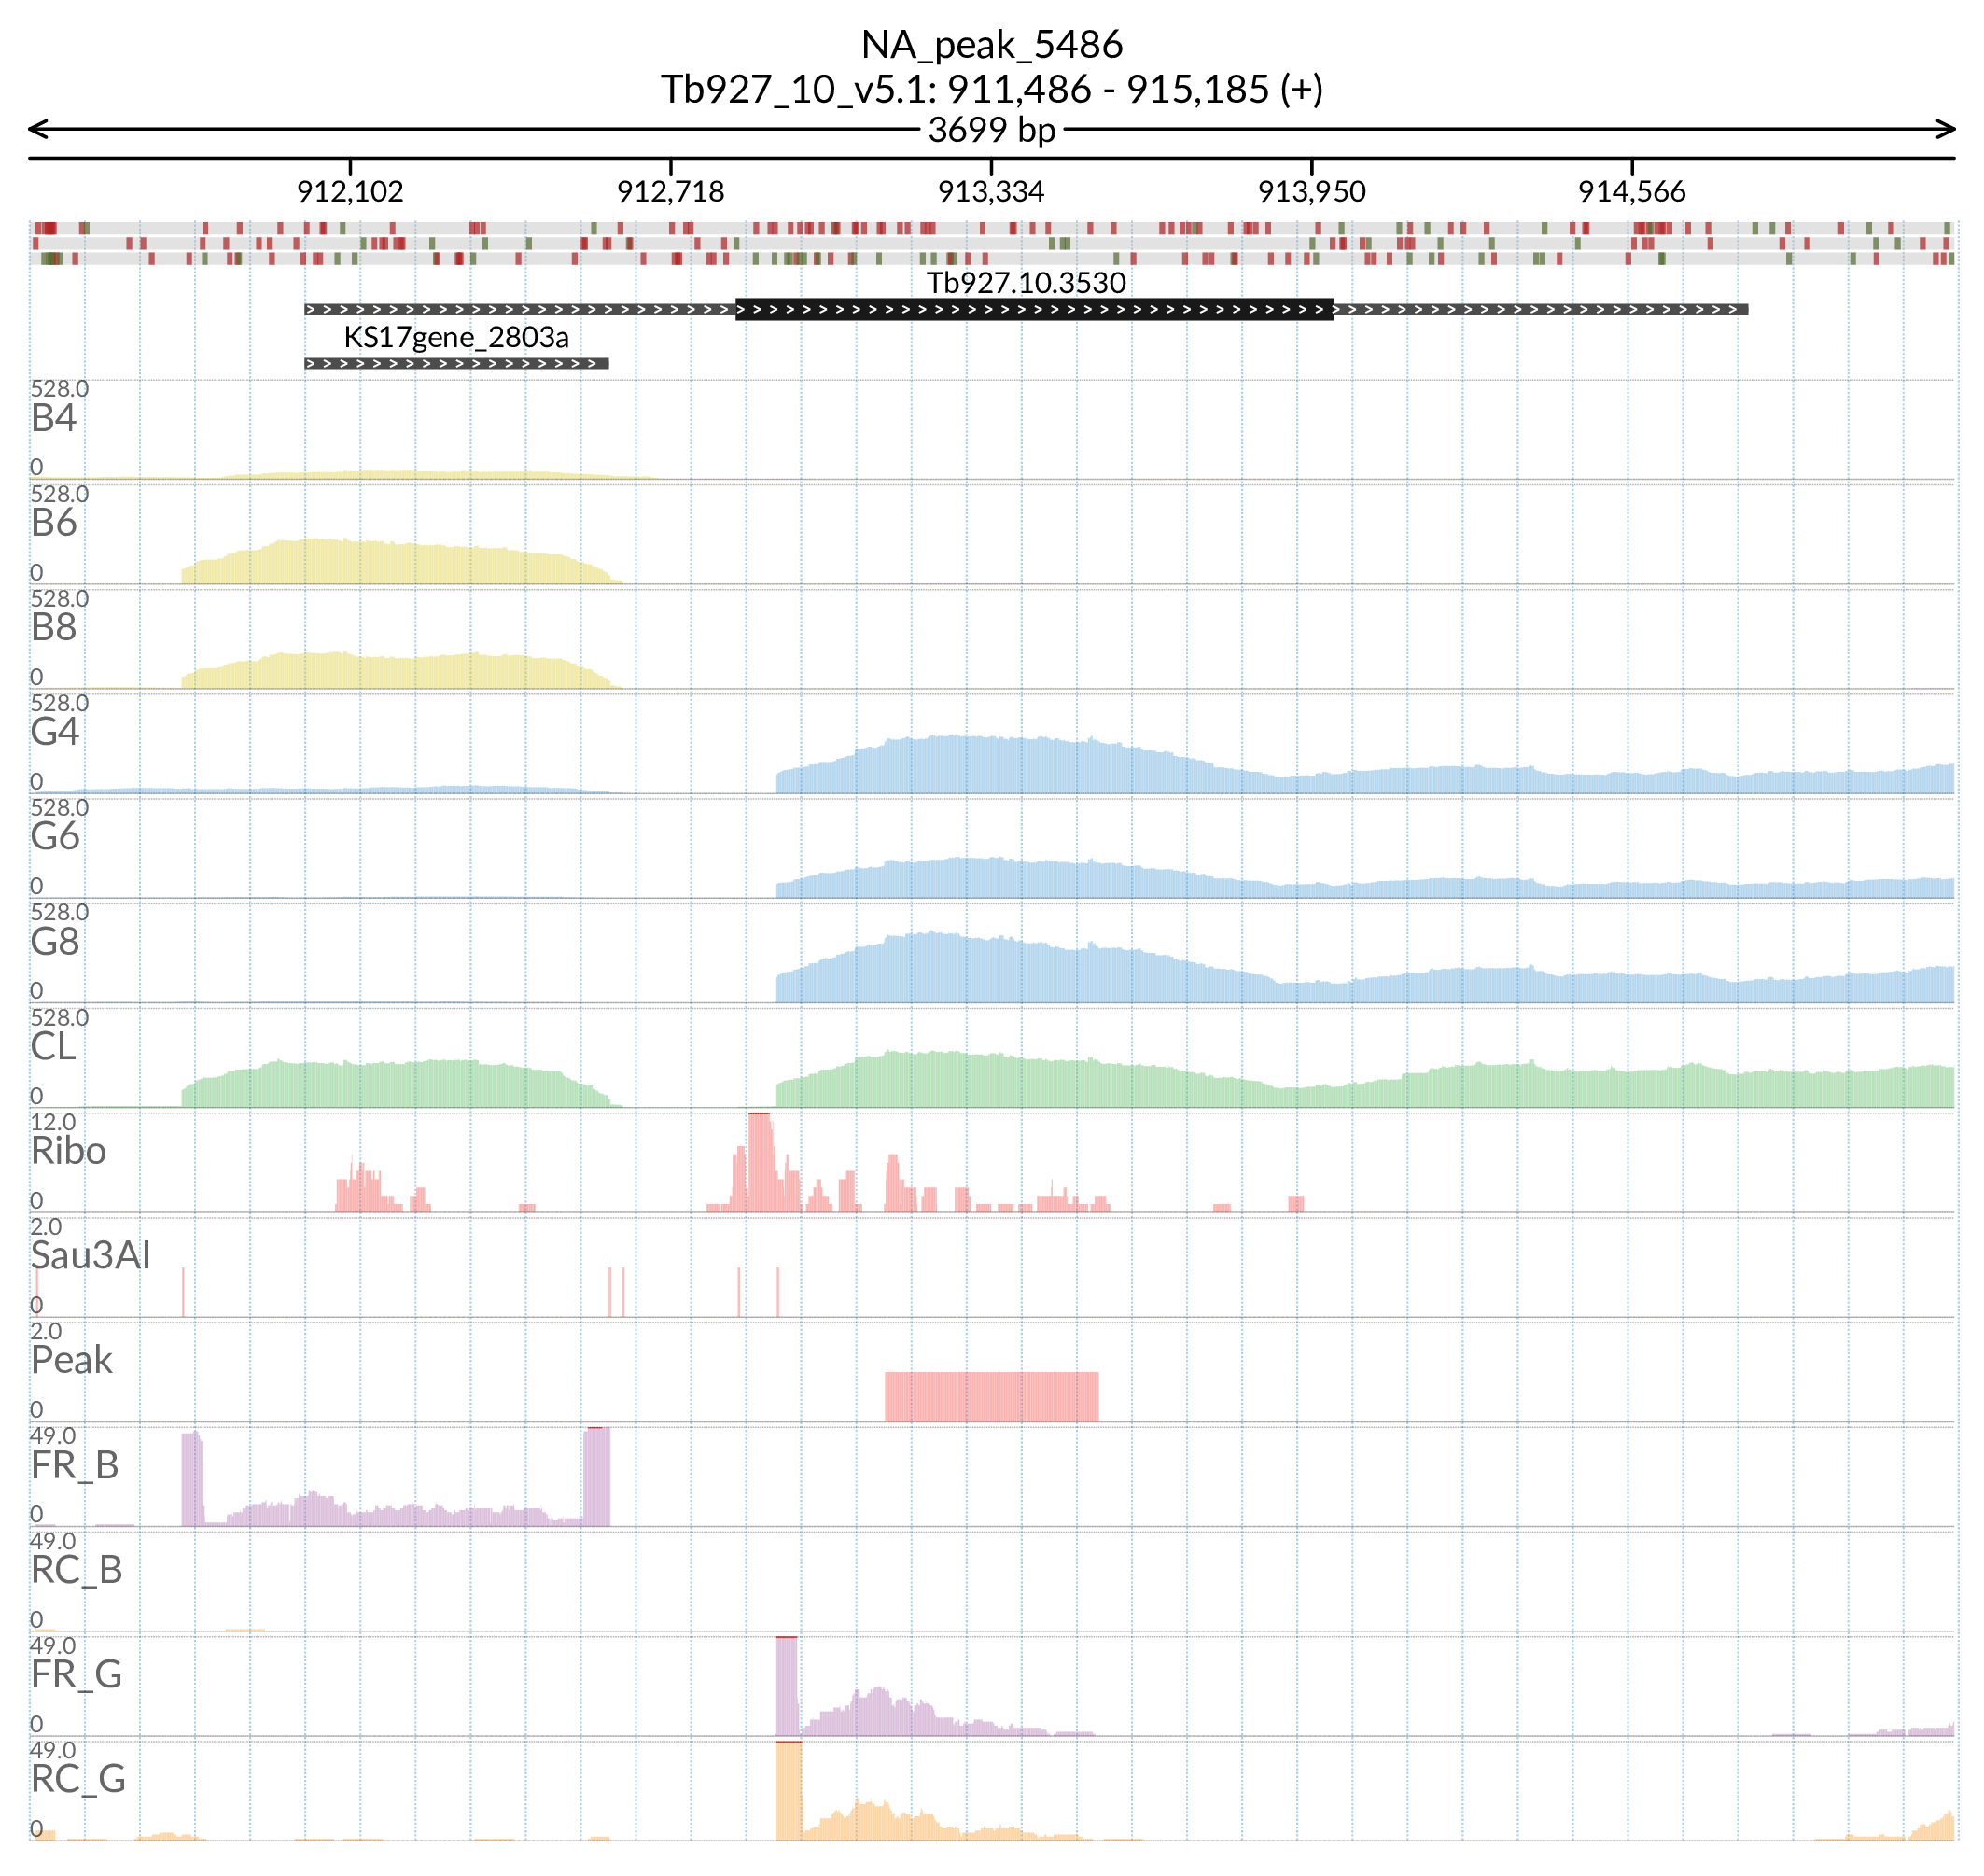 NA_peak_5486
Tb927_10_v5.1: 911,486 - 915,185 (+)
3699 bp
912,102 912,718 913,334 913,950 914,566
Tb927.10.3530
KS17gene_2803a
528.0
B4
0
528.0
B6
0
528.0
B8
0
528.0
G4
0
528.0
G6
0
528.0
G8
0
528.0
CL
0
12.0
Ribo
0
2.0
Sau3AI
0
2.0
Peak
0
49.0
FR_B
0
49.0
RC_B
0
49.0
FR_G
0
49.0
RC_G
0